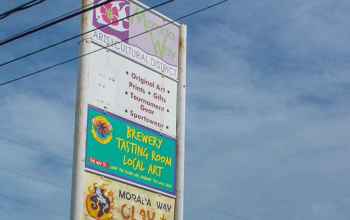 ARTS/CULTURAL DISTRICT
• Original Art •
Prints • Gifts
• Tournament
Gear
• Sportswear •
BREWERY
TASTING ROOM
LOCAL ART
MORAL'A WAY
CLAY